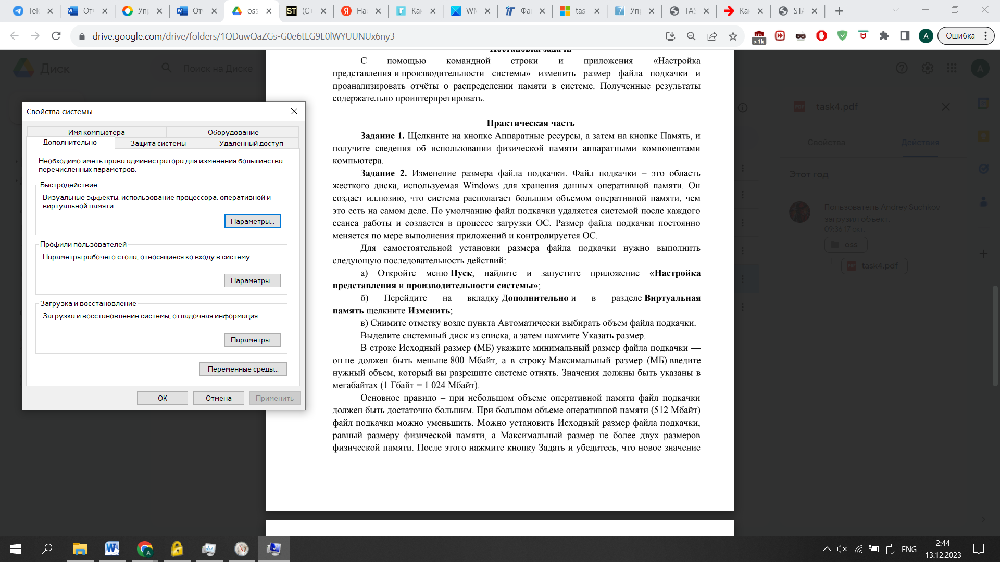 Tele
Отч
Упр
Отч
oss
(C+
Нас
Как
WM
Фай
task
Упр
TAS
Как
STA
drive.google.com/drive/folders/1QDuwQaZGs-G0e6tEG9E0lWYUUNUx6ny3
>1k
A
Ошибка
Диск
Поиск на Диске
A
Постановка задачи
С помощью командной строки и приложения «Настройка
представления и производительности системы» изменить размер файла подкачки и
проанализировать отчёты о распределении памяти в системе. Полученные результаты
содержательно проинтерпретировать.
Практическая часть
Задание 1. Щелкните на кнопке Аппаратные ресурсы, а затем на кнопке Память, и
получите сведения об использовании физической памяти аппаратными компонентами
компьютера.
Задание 2. Изменение размера файла подкачки. Файл подкачки – это область
жесткого диска, используемая Windows для хранения данных оперативной памяти. Он
создает иллюзию, что система располагает большим объемом оперативной памяти, чем
это есть на самом деле. По умолчанию файл подкачки удаляется системой после каждого
сеанса работы и создается в процессе загрузки ОС. Размер файла подкачки постоянно
меняется по мере выполнения приложений и контролируется ОС.
Для самостоятельной установки размера файла подкачки нужно выполнить
следующую последовательность действий:
а) Откройте меню Пуск, найдите и запустите приложение «Настройка
представления и производительности системы»;
б) Перейдите на вкладку Дополнительно и в разделе Виртуальная
память щелкните Изменить;
в) Снимите отметку возле пункта Автоматически выбирать объем файла подкачки.
Выделите системный диск из списка, а затем нажмите Указать размер.
В строке Исходный размер (МБ) укажите минимальный размер файла подкачки —
он не должен быть меньше 800 Мбайт, а в строку Максимальный размер (МБ) введите
нужный объем, который вы разрешите системе отнять. Значения должны быть указаны в
мегабайтах (1 Гбайт = 1 024 Мбайт).
Основное правило – при небольшом объеме оперативной памяти файл подкачки
должен быть достаточно большим. При большом объеме оперативной памяти (512 Мбайт)
файл подкачки можно уменьшить. Можно установить Исходный размер файла подкачки,
равный размеру физической памяти, а Максимальный размер не более двух размеров
физической памяти. После этого нажмите кнопку Задать и убедитесь, что новое значение
Свойства системы
Имя компьютера
Оборудование
Дополнительно
Защита системы
Удаленный доступ
Необходимо иметь права администратора для изменения большинства
перечисленных параметров.
Быстродействие
Визуальные эффекты, использование процессора, оперативной и
виртуальной памяти
Параметры...
Профили пользователей
Параметры рабочего стола, относящиеся ко входу в систему
Параметры...
Загрузка и восстановление
Загрузка и восстановление системы, отладочная информация
Параметры...
Переменные среды...
ОК
Отмена
Применить
PDF
task4.pdf
Свойства
Действия
Этот год
Пользователь Andrey Suchkov
загрузил объект.
09:36 17 окт.
oss
PDF
task4.pdf
ENG
2:44
13.12.2023